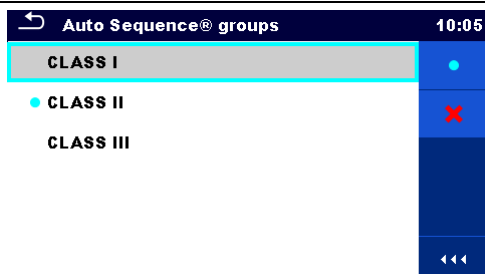 Auto Sequence® groups 10:05
CLASS I
CLASS II
CLASS III